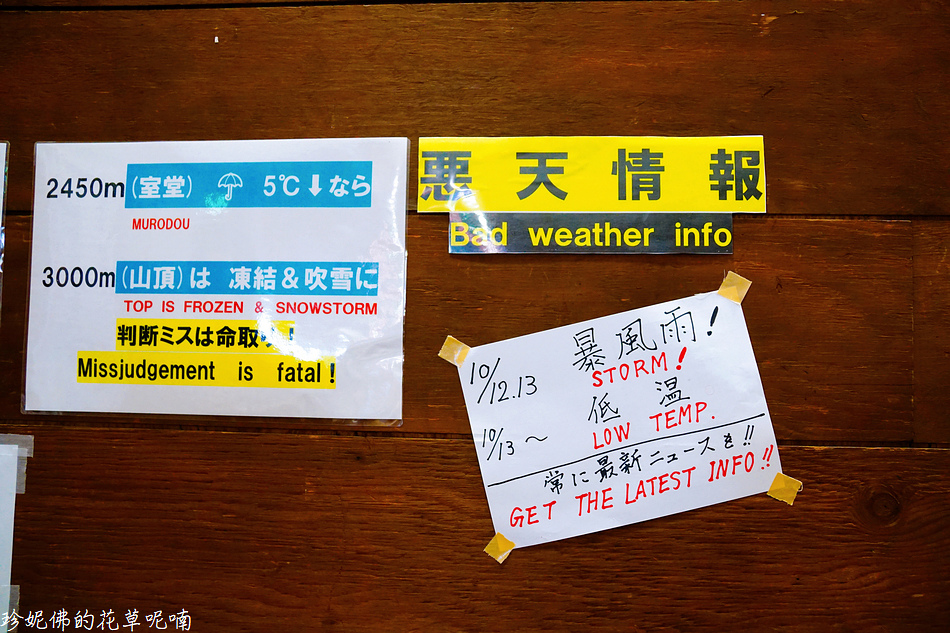 2450m(室堂) 5℃⬇なら
MURODOU
3000m(山頂)は 凍結&吹雪に
TOP IS FROZEN & SNOWSTORM
判断ミスは命取り!
Missjudgement is fatal!
悪天情報
Bad weather info
暴風雨!
10/12.13 STORM!
低温
10/13~ LOW TEMP.
常に最新ニュースを!!
GET THE LATEST INFO!!
珍妮佛的花草呢喃